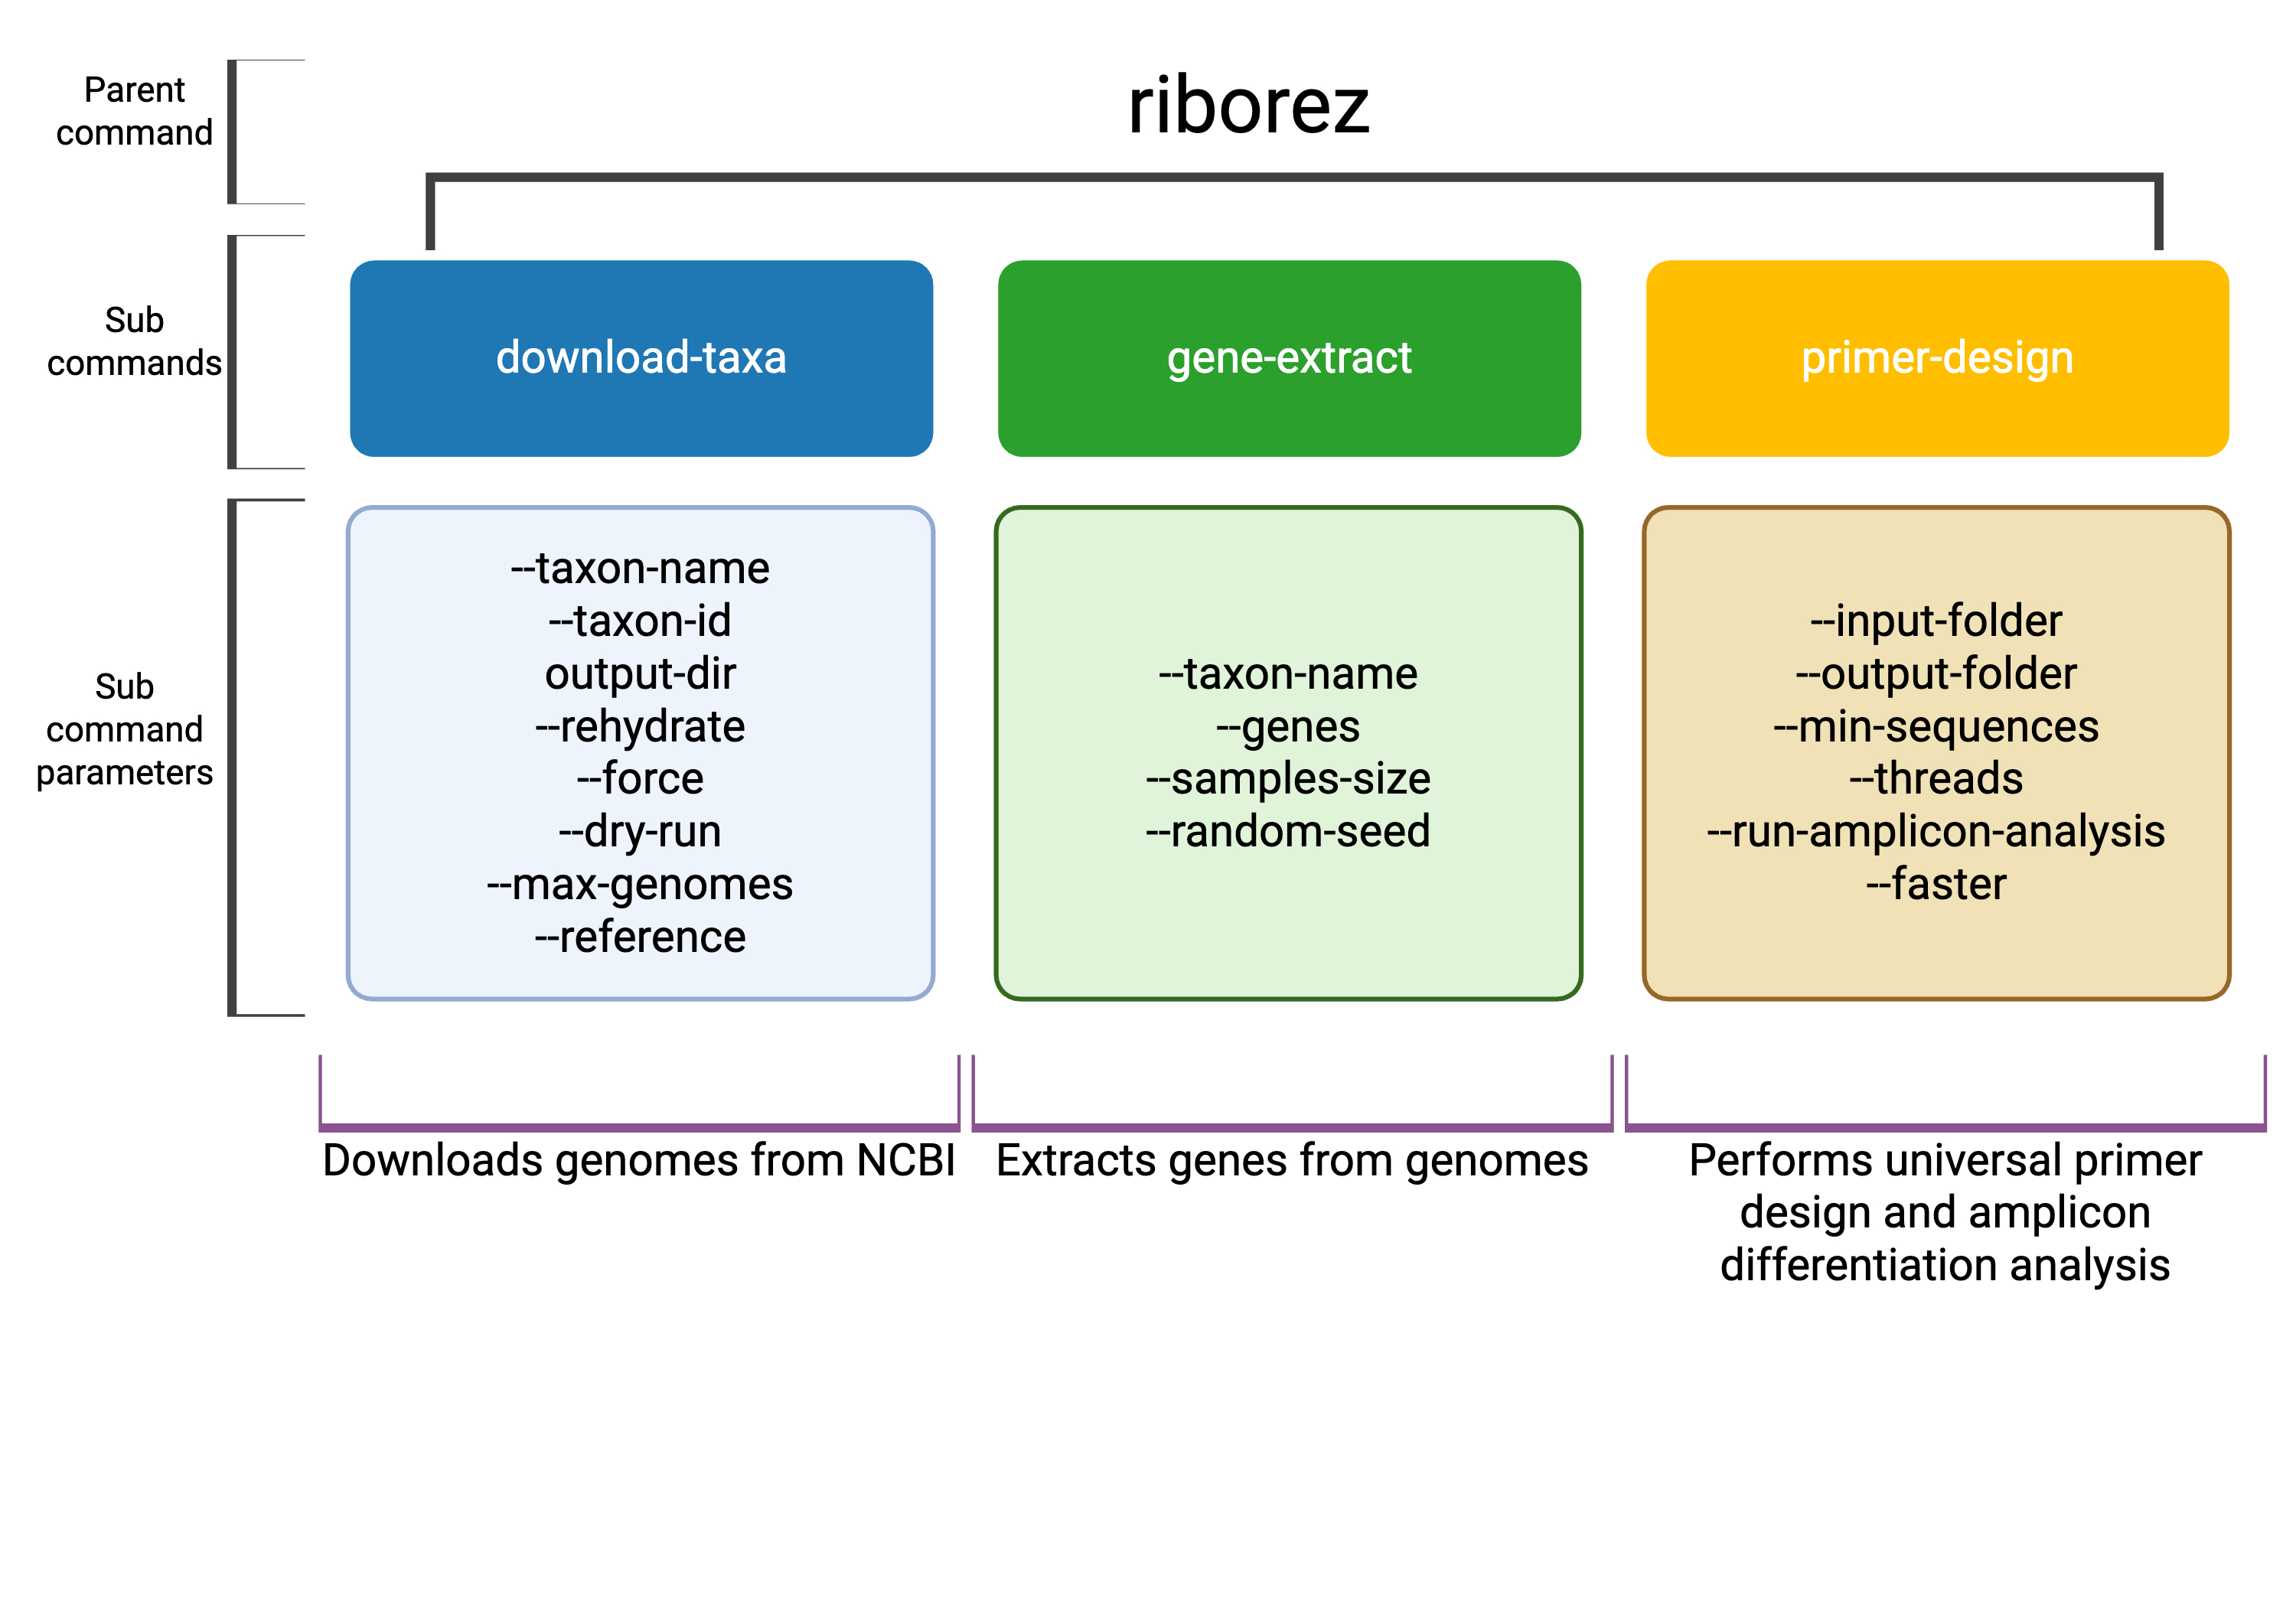 Parent
command
riborez
Sub
commands
download-taxa
gene-extract
primer-design
Sub
command
parameters
--taxon-name
--taxon-id
output-dir
--rehydrate
--force
--dry-run
--max-genomes
--reference
--taxon-name
--genes
--samples-size
--random-seed
--input-folder
--output-folder
--min-sequences
--threads
--run-amplicon-analysis
--faster
Downloads genomes from NCBI
Extracts genes from genomes
Performs universal primer
design and amplicon
differentiation analysis